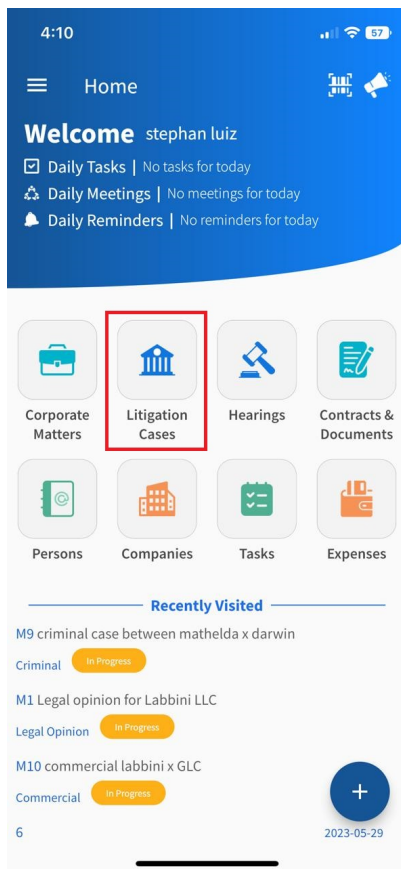 4:10
57
Home
Welcome stephan luiz
Daily Tasks | No tasks for today
Daily Meetings | No meetings for today
Daily Reminders | No reminders for today
Corporate Matters
Litigation Cases
Hearings
Contracts & Documents
Persons
Companies
Tasks
Expenses
Recently Visited
M9 criminal case between mathelda x darwin
Criminal In Progress
M1 Legal opinion for Labbini LLC
Legal Opinion In Progress
M10 commercial labbini x GLC
Commercial In Progress
+
6 2023-05-29